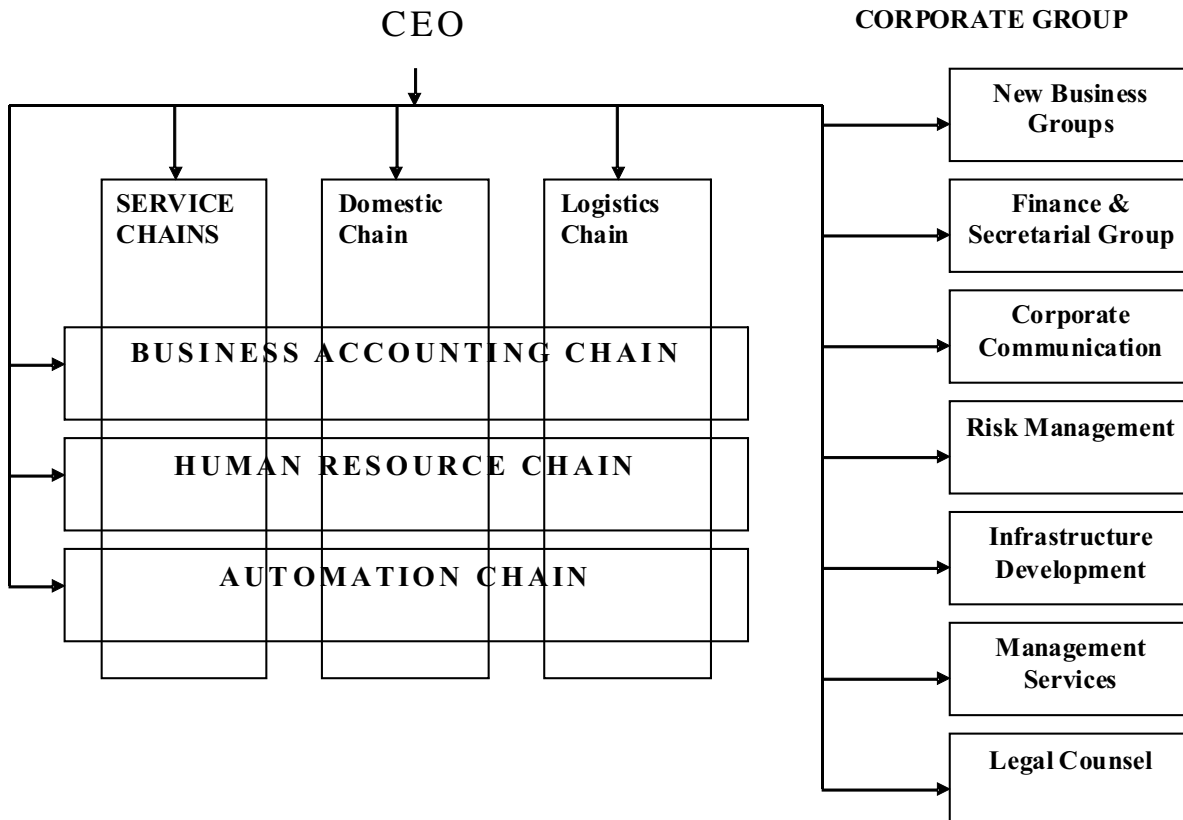 CEO
CORPORATE GROUP
SERVICE
CHAINS
Domestic
Chain
Logistics
Chain
BUSINESS ACCOUNTING CHAIN
HUMAN RESOURCE CHAIN
AUTOMATION CHAIN
New Business
Groups
Finance &
Secretarial Group
Corporate
Communication
Risk Management
Infrastructure
Development
Management
Services
Legal Counsel